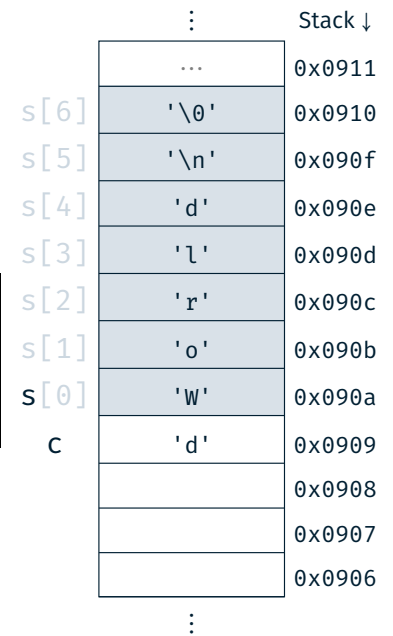 ⋮ Stack ↓
... 0x0911
s[6] '\0' 0x0910
s[5] '\n' 0x090f
s[4] 'd' 0x090e
s[3] 'l' 0x090d
s[2] 'r' 0x090c
s[1] 'o' 0x090b
s[0] 'W' 0x090a
c 'd' 0x0909
0x0908
0x0907
0x0906
⋮